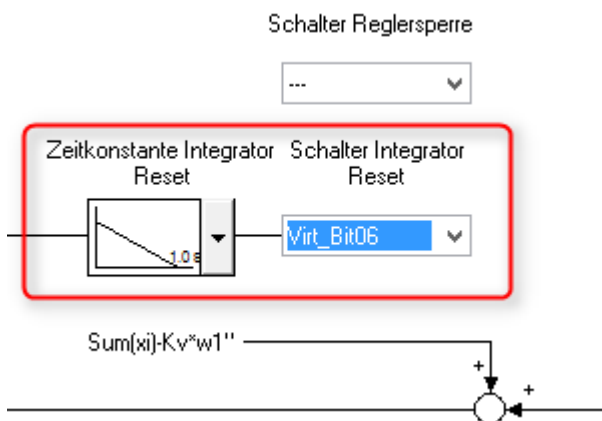 Schalter Reglersperre
---
Zeitkonstante Integrator Reset
Schalter Integrator Reset
1.0 s
Virt_Bit06
Sum(xi)-Kv*w1''
+
+